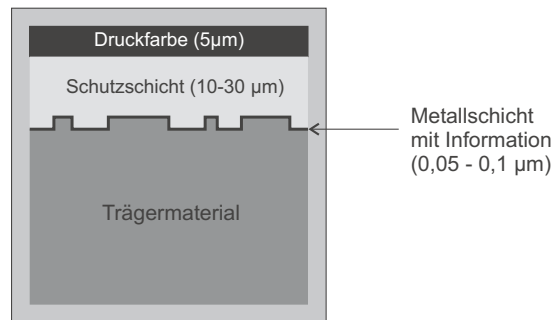 Druckfarbe (5µm)
Schutzschicht (10-30 µm)
Metallschicht
mit Information
(0,05 - 0,1 µm)
Trägermaterial